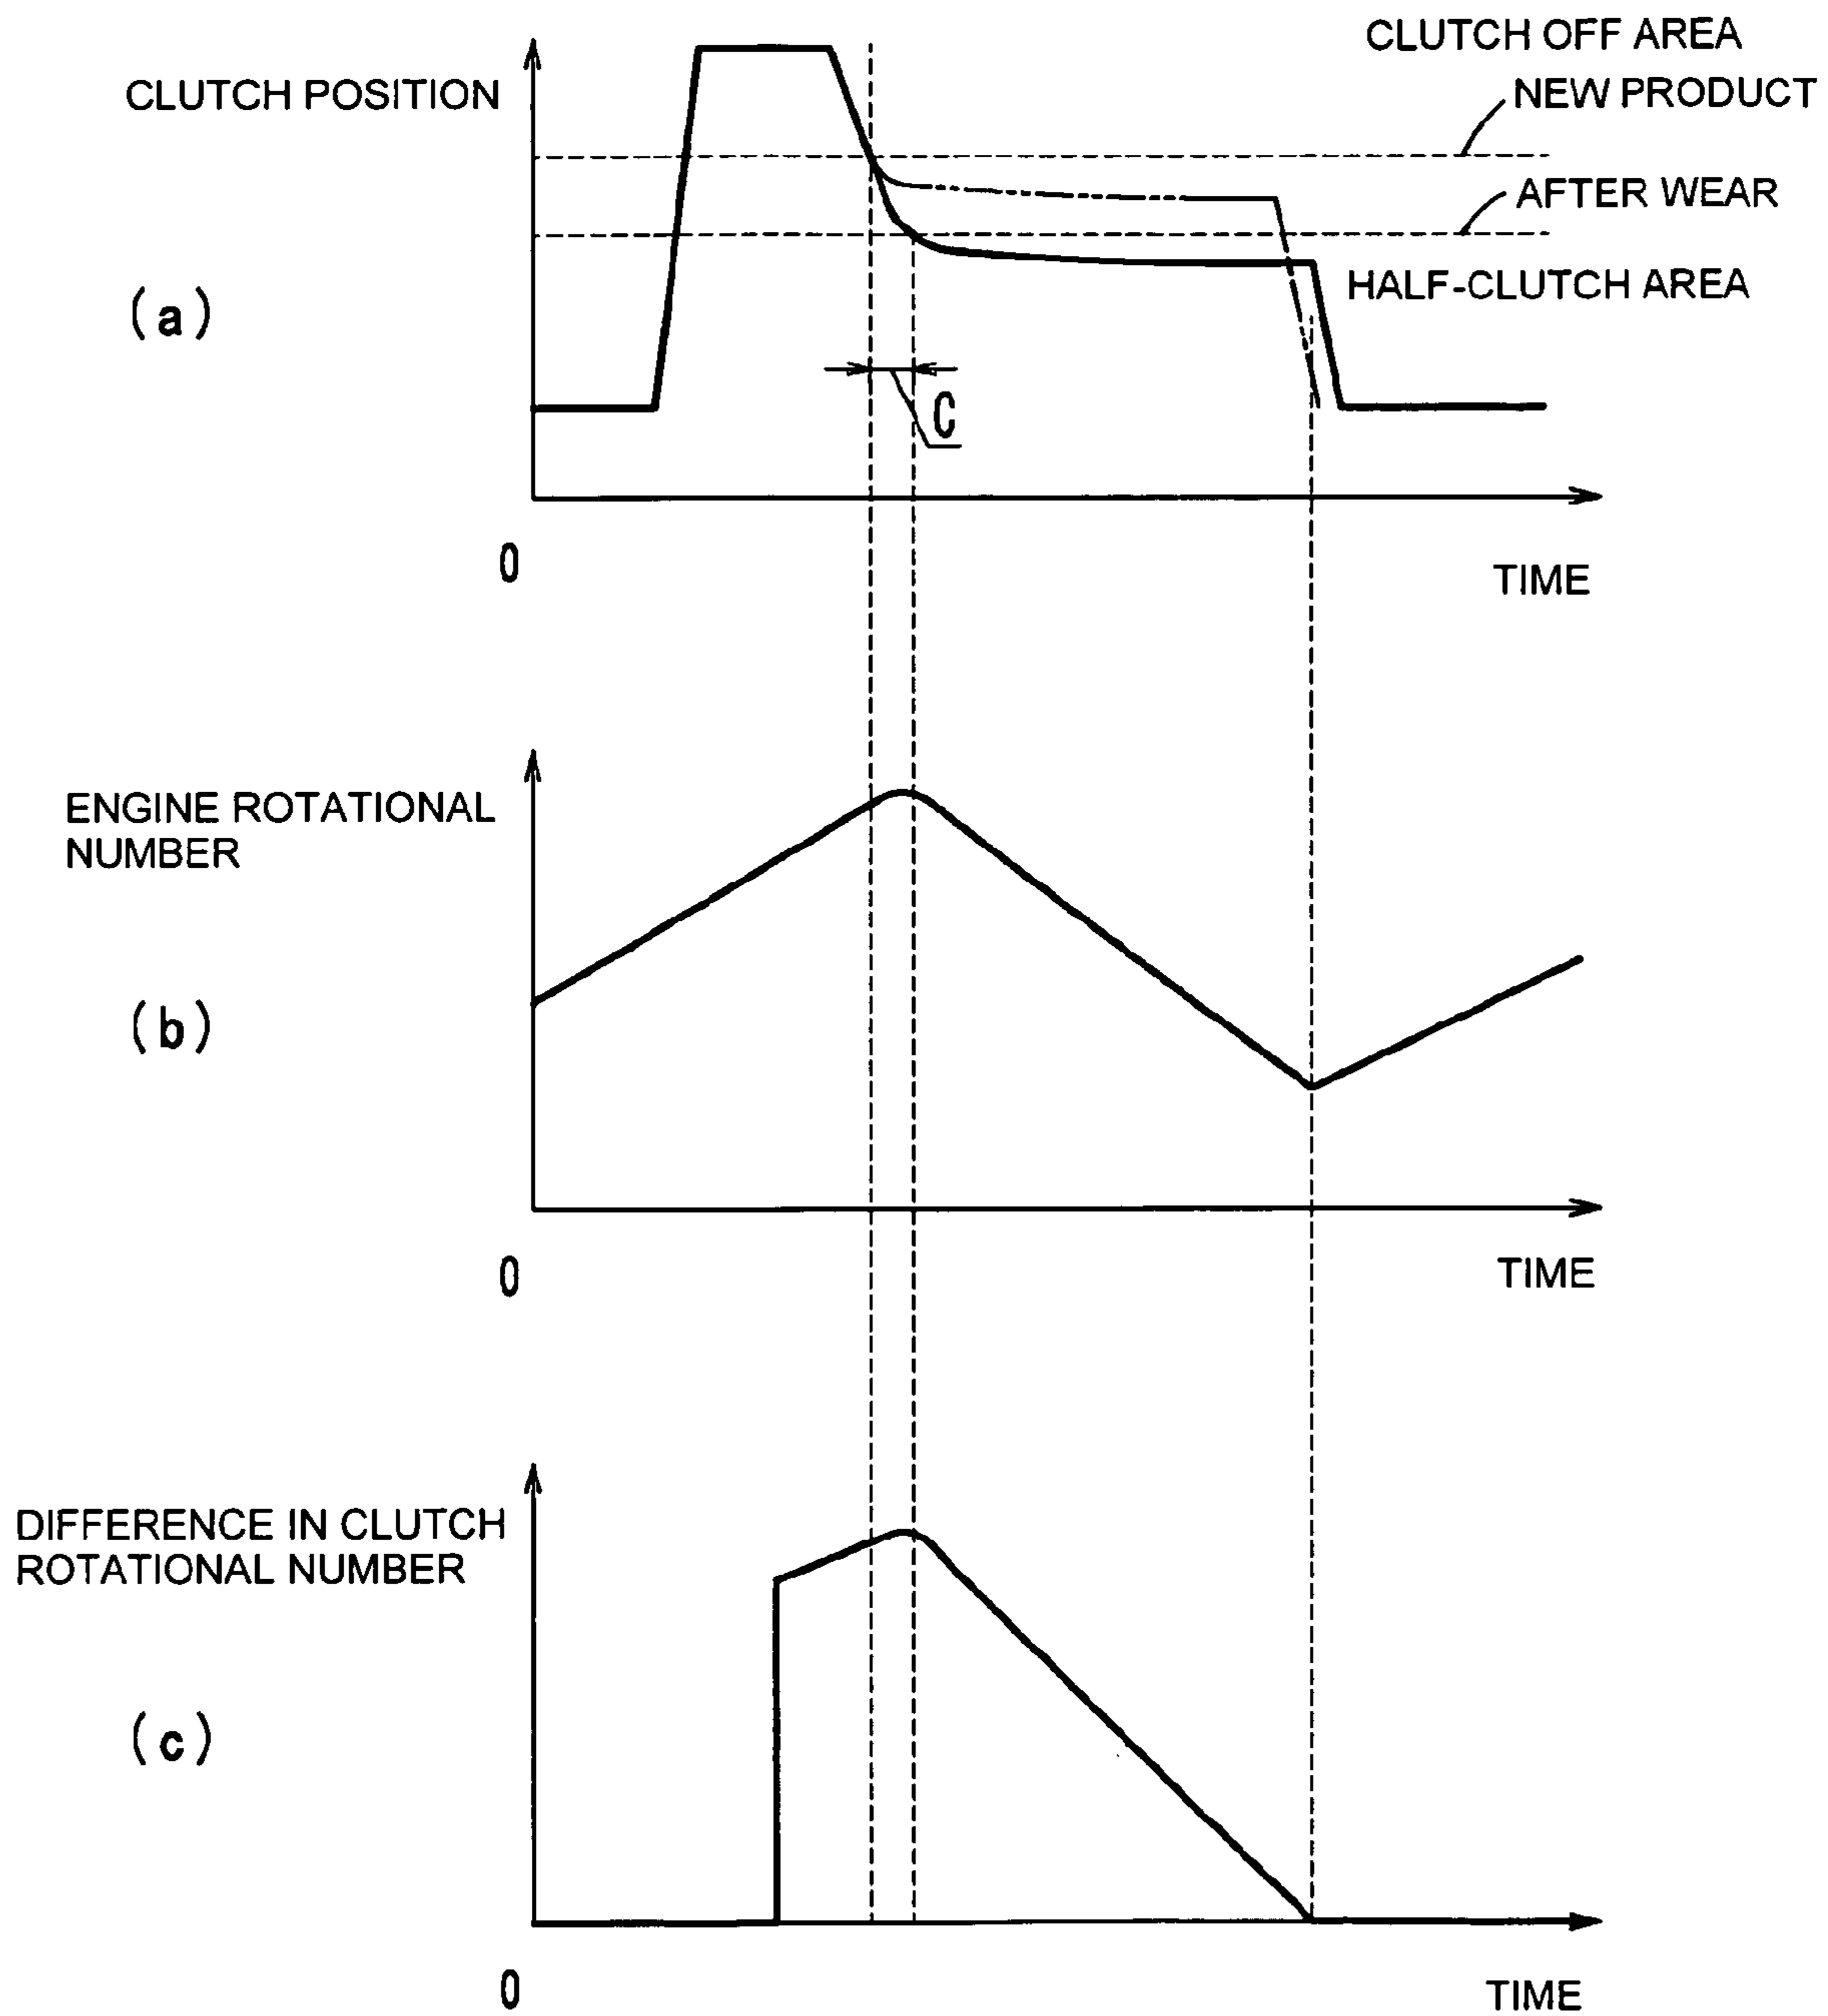 CLUTCH OFF AREA
CLUTCH POSITION
NEW PRODUCT
AFTER WEAR
HALF-CLUTCH AREA
(a)
C
0
TIME
ENGINE ROTATIONAL
NUMBER
(b)
0
TIME
DIFFERENCE IN CLUTCH
ROTATIONAL NUMBER
(c)
0
TIME